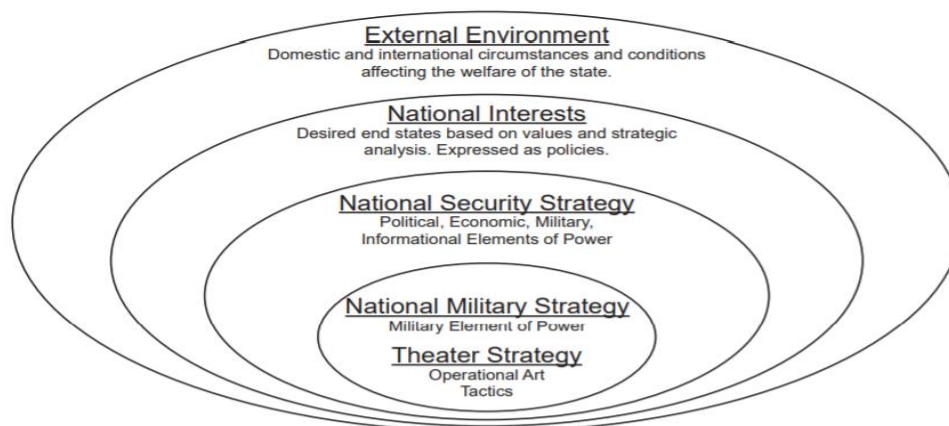 External Environment
Domestic and international circumstances and conditions
affecting the welfare of the state.
National Interests
Desired end states based on values and strategic
analysis. Expressed as policies.
National Security Strategy
Political, Economic, Military,
Informational Elements of Power
National Military Strategy
Military Element of Power
Theater Strategy
Operational Art
Tactics